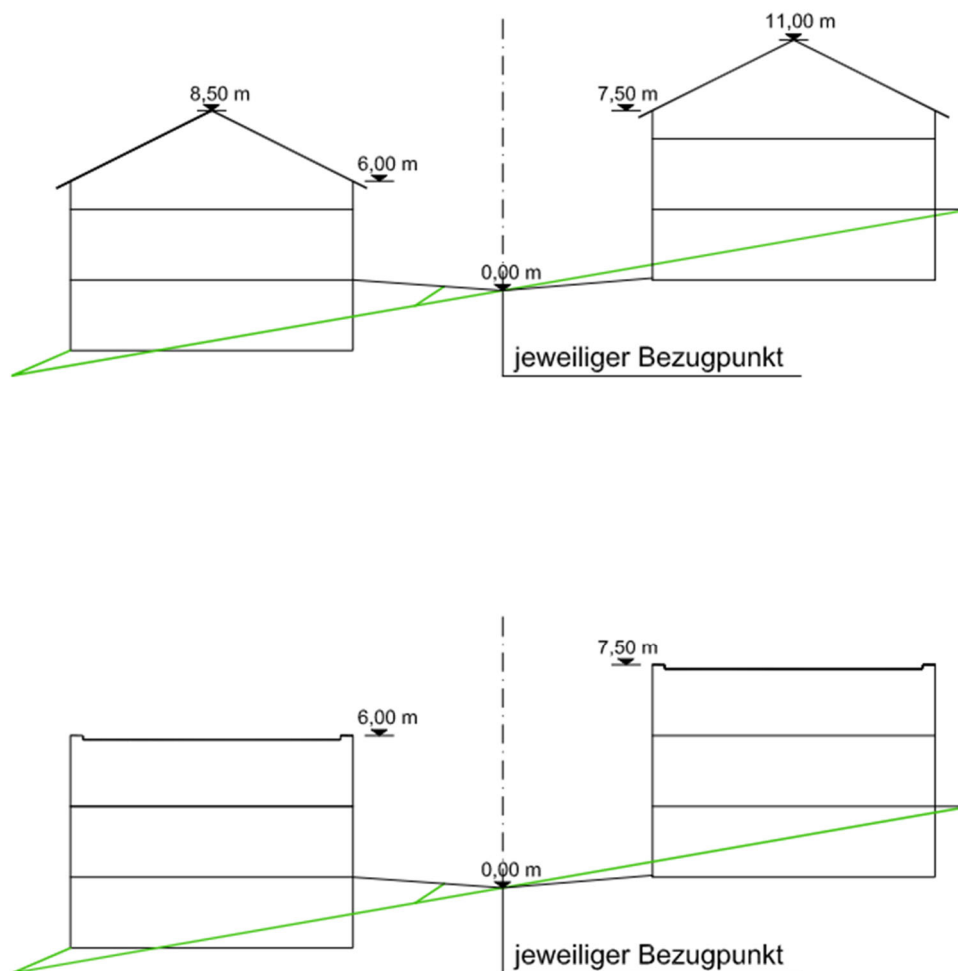 11,00 m
8,50 m
7,50 m
6,00 m
0,00 m
jeweiliger Bezugpunkt
7,50 m
6,00 m
0,00 m
jeweiliger Bezugpunkt